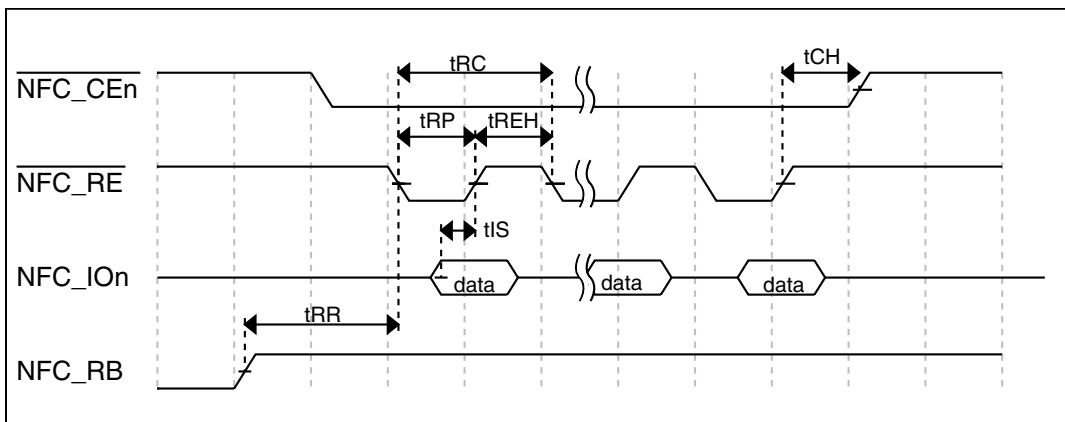 tRC
tCH
NFC_CEn
tRP
tREH
NFC_RE
tIS
NFC_IOn
data
data
data
tRR
NFC_RB